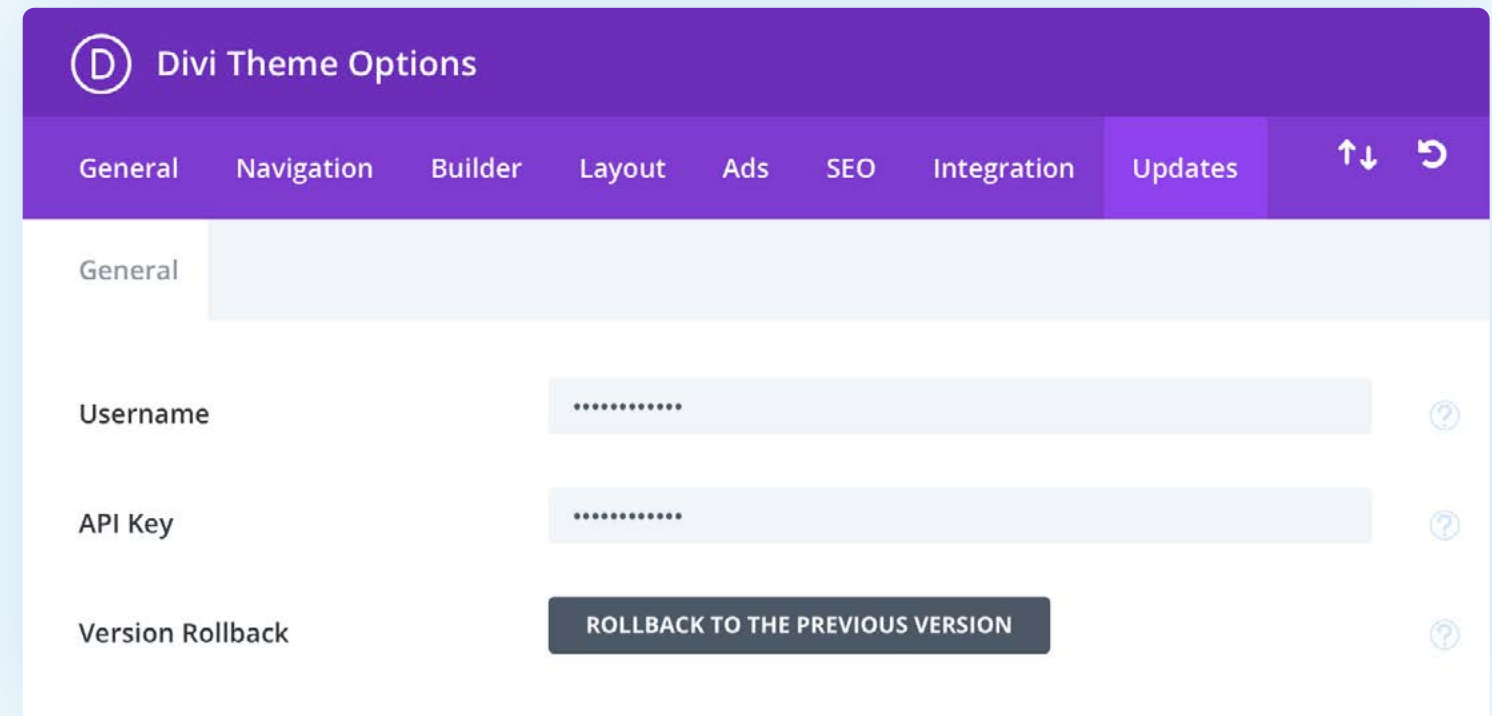 D Divi Theme Options
General Navigation Builder Layout Ads SEO Integration Updates
General
Username ••••••••••••
API Key ••••••••••••
Version Rollback ROLLBACK TO THE PREVIOUS VERSION